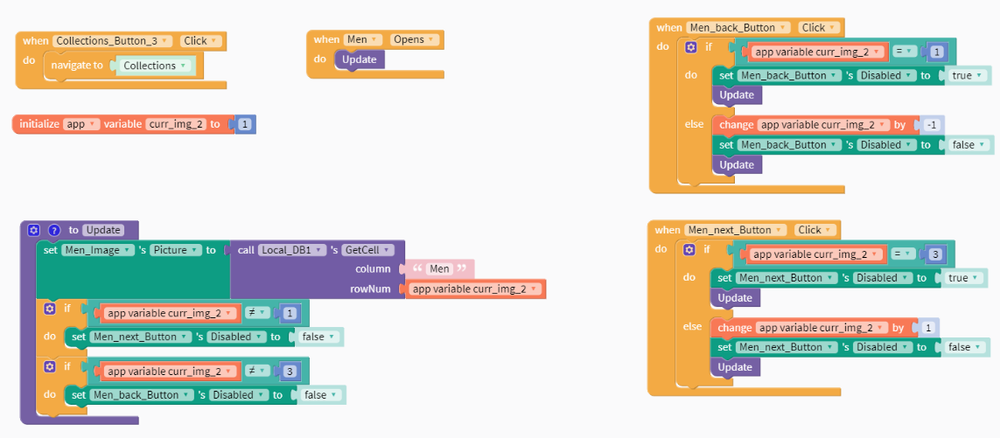 when Collections_Button_3 Click
do navigate to Collections
when Men Opens
do Update
initialize app variable curr_img_2 to 1
when Men_back_Button Click
do if app variable curr_img_2 = 1
do set Men_back_Button 's Disabled to true
Update
else change app variable curr_img_2 by -1
set Men_back_Button 's Disabled to false
Update
? to Update
set Men_Image 's Picture to call Local_DB1 's GetCell
column “ Men ”
rowNum app variable curr_img_2
if app variable curr_img_2 ≠ 1
do set Men_next_Button 's Disabled to false
if app variable curr_img_2 ≠ 3
do set Men_back_Button 's Disabled to false
when Men_next_Button Click
do if app variable curr_img_2 = 3
do set Men_next_Button 's Disabled to true
Update
else change app variable curr_img_2 by 1
set Men_next_Button 's Disabled to false
Update